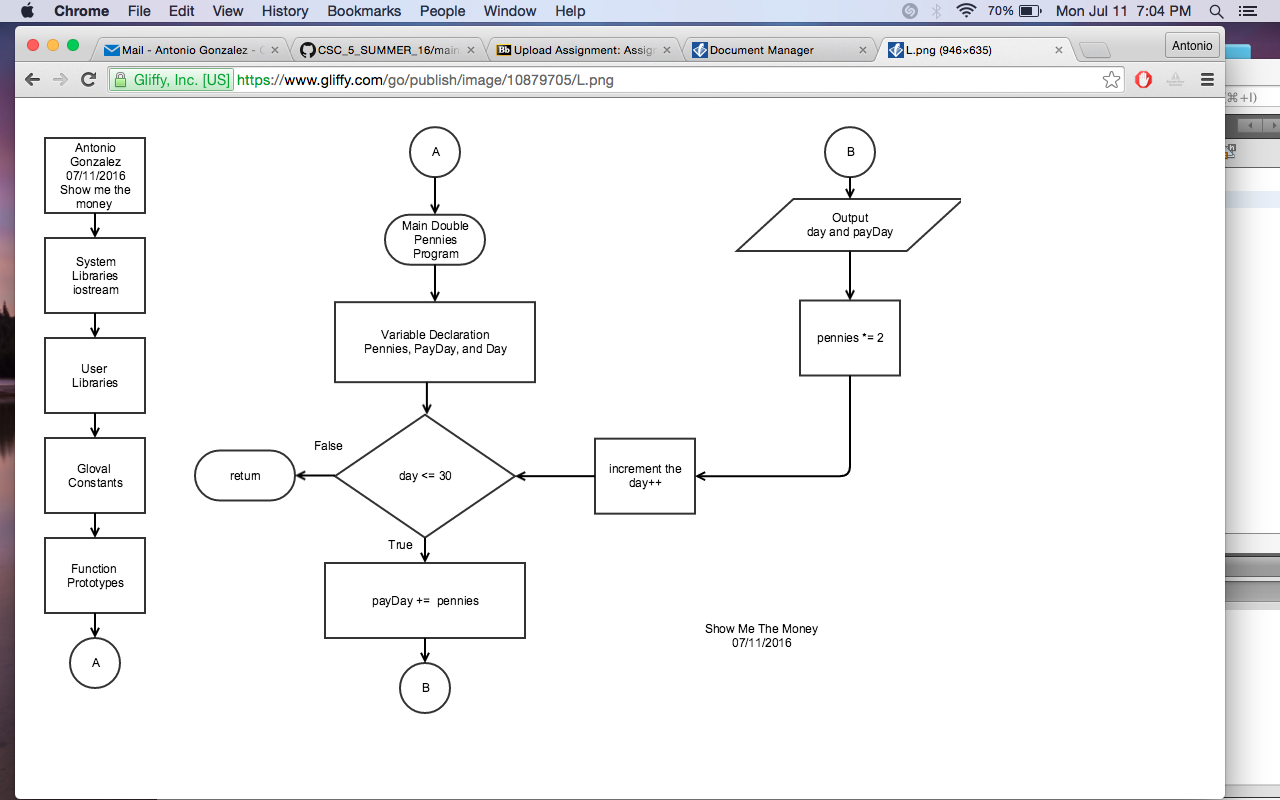 Chrome File Edit View History Bookmarks People Window Help 70% Mon Jul 11 7:04 PM
Mail - Antonio Gonzalez -
CSC_5_SUMMER_16/main
Upload Assignment: Assig
Document Manager
L.png (946×635)
Antonio
Gliffy, Inc. [US] https://www.gliffy.com/go/publish/image/10879705/L.png
⌘+I)
Antonio
Gonzalez
07/11/2016
Show me the
money
System
Libraries
iostream
User
Libraries
Gloval
Constants
Function
Prototypes
A
A
Main Double
Pennies
Program
Variable Declaration
Pennies, PayDay, and Day
day <= 30
False
return
True
payDay += pennies
B
B
Output
day and payDay
pennies *= 2
increment the
day++
Show Me The Money
07/11/2016